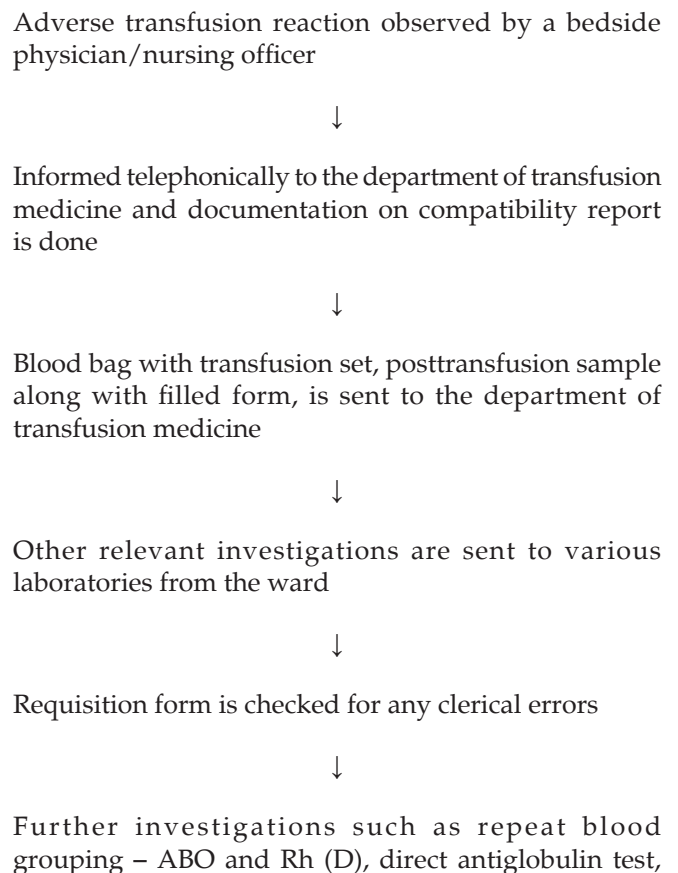 Adverse transfusion reaction observed by a bedside
physician/nursing officer
↓
Informed telephonically to the department of transfusion
medicine and documentation on compatibility report
is done
↓
Blood bag with transfusion set, posttransfusion sample
along with filled form, is sent to the department of
transfusion medicine
↓
Other relevant investigations are sent to various
laboratories from the ward
↓
Requisition form is checked for any clerical errors
↓
Further investigations such as repeat blood
grouping – ABO and Rh (D), direct antiglobulin test,